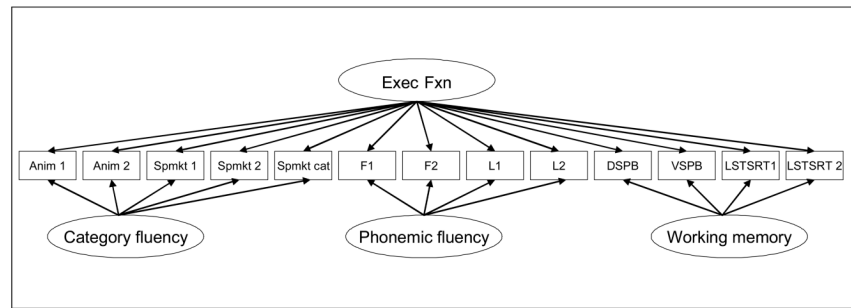 Exec Fxn
Anim 1
Anim 2
Spmkt 1
Spmkt 2
Spmkt cat
F1
F2
L1
L2
DSPB
VSPB
LSTSRT1
LSTSRT 2
Category fluency
Phonemic fluency
Working memory